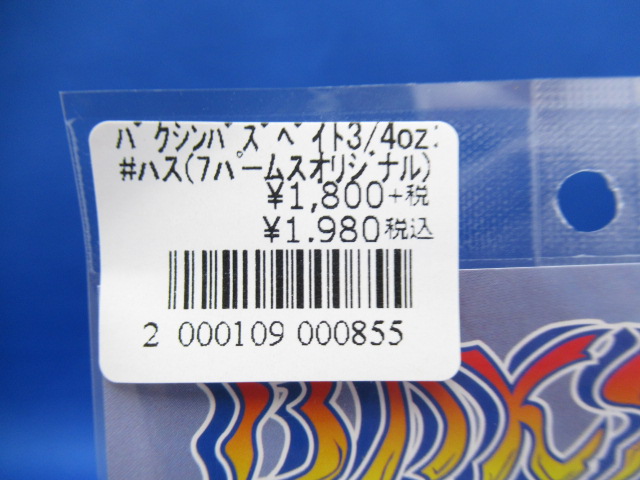 バクシンバズベイト3/4oz:
#ハス(7パームスオリジナル)
¥1,800+税
¥1.980税込
2 000109 000855
BAKS